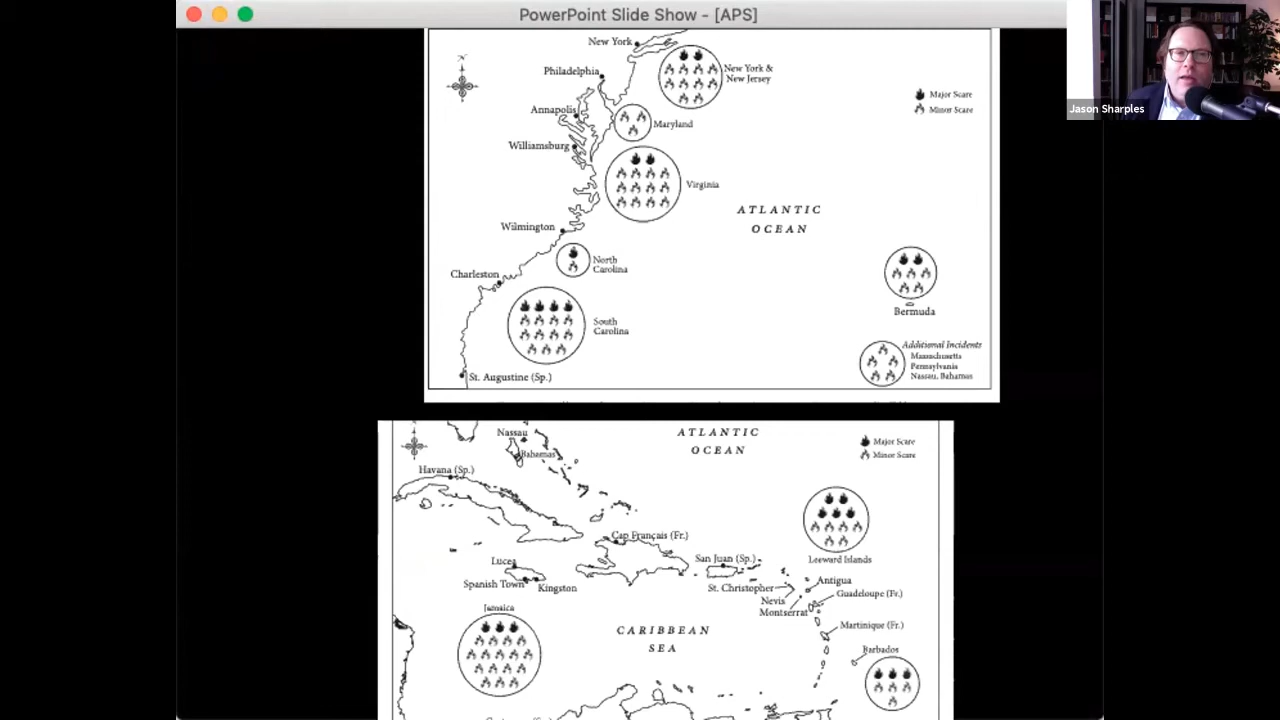 PowerPoint Slide Show - [APS]
Jason Sharples
New York
New York &
New Jersey
Philadelphia
Major Scare
Minor Scare
Annapolis
Maryland
Williamsburg
Virginia
ATLANTIC
OCEAN
Wilmington
North
Carolina
Charleston
Bermuda
South
Carolina
Additional Incidents
Massachusetts
Pennsylvania
Nassau, Bahamas
St. Augustine (Sp.)
Nassau
Bahamas
ATLANTIC
OCEAN
Major Scare
Minor Scare
Havana (Sp.)
Cap Français (Fr.)
Leeward Islands
Lucea
San Juan (Sp.)
Spanish Town
Kingston
St. Christopher
Antigua
Nevis
Guadeloupe (Fr.)
Montserrat
Jamaica
Martinique (Fr.)
CARIBBEAN
SEA
Barbados